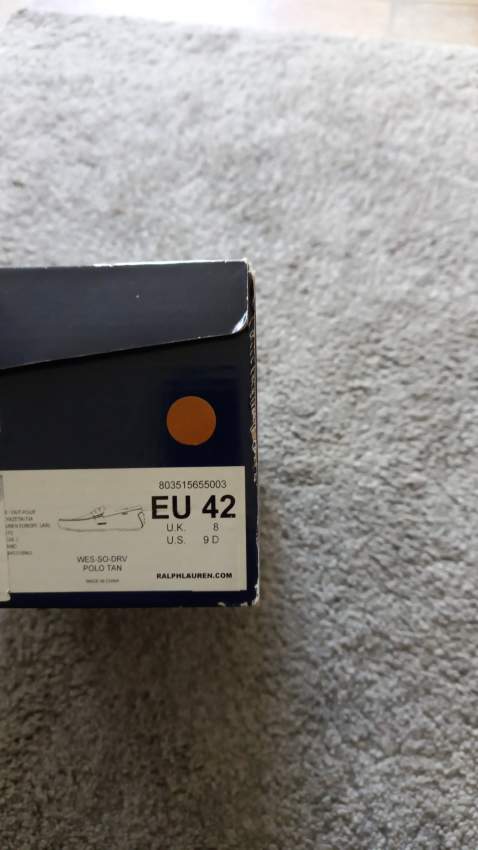 803515655003
EU 42
U.K. 8
U.S. 9 D
WES-SO-DRV
POLO TAN
MADE IN CHINA
RALPHLAUREN.COM